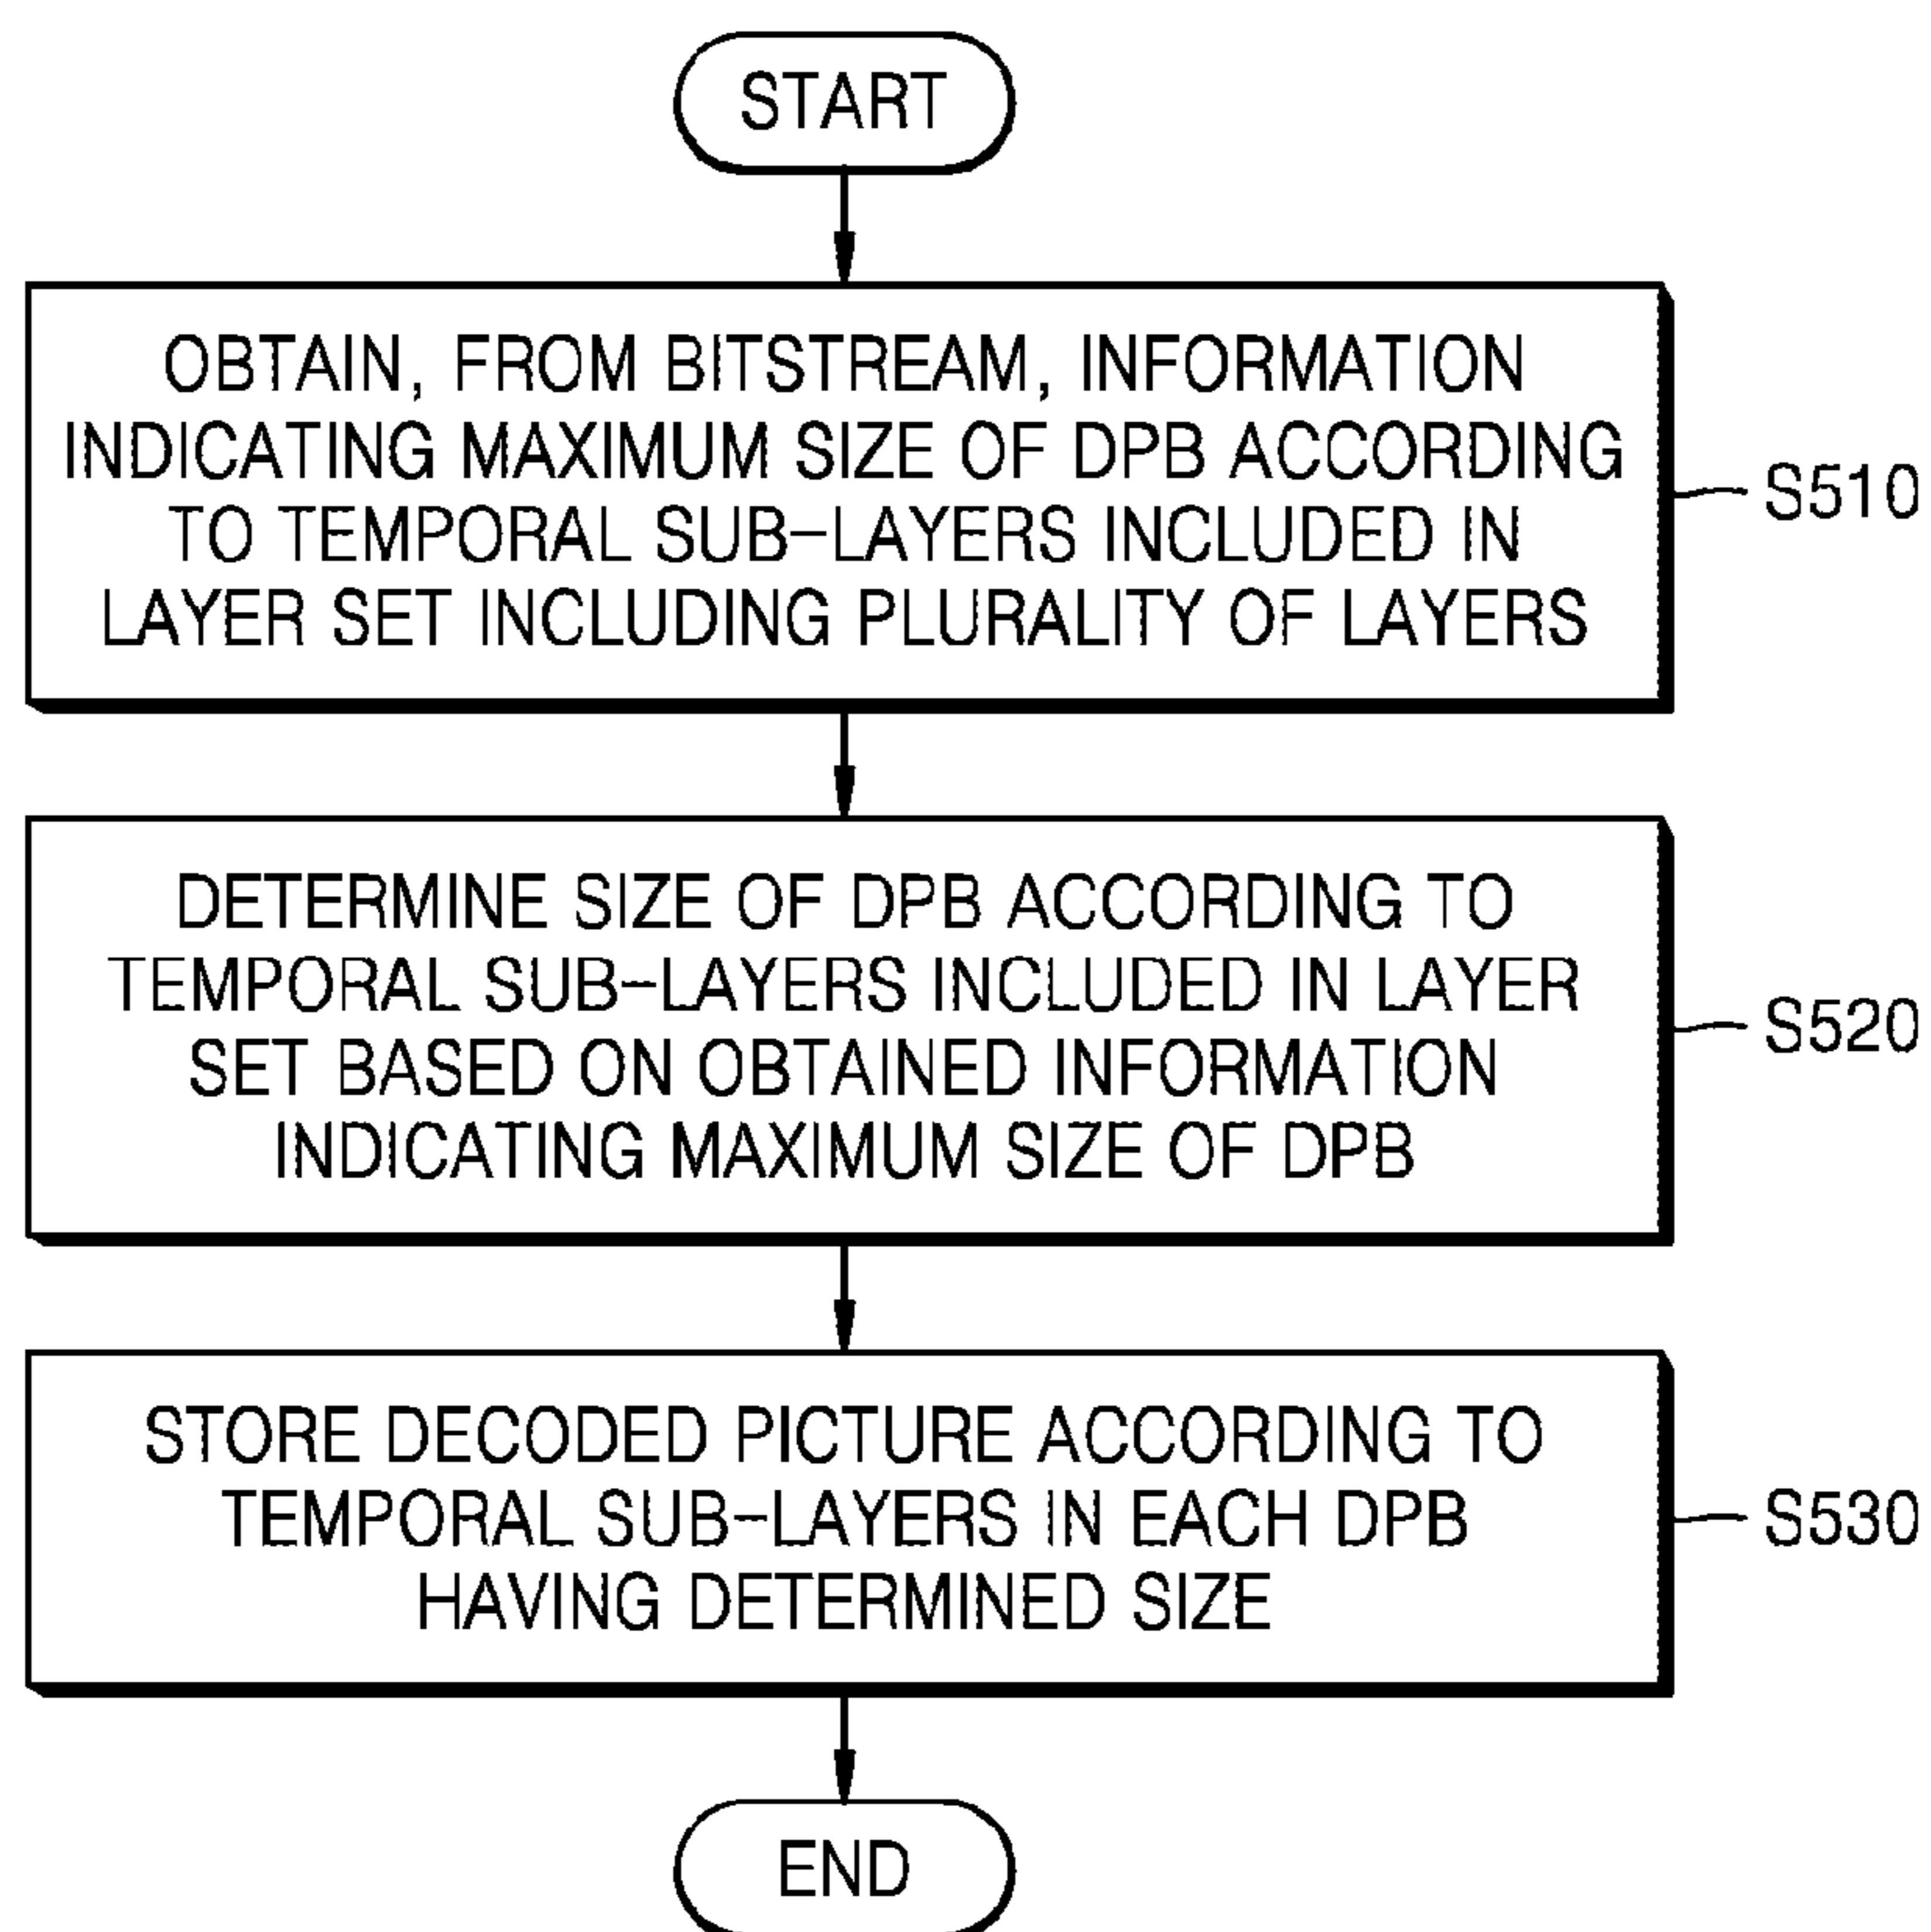 START
OBTAIN, FROM BITSTREAM, INFORMATION
INDICATING MAXIMUM SIZE OF DPB ACCORDING
TO TEMPORAL SUB-LAYERS INCLUDED IN
LAYER SET INCLUDING PLURALITY OF LAYERS
S510
DETERMINE SIZE OF DPB ACCORDING TO
TEMPORAL SUB-LAYERS INCLUDED IN LAYER
SET BASED ON OBTAINED INFORMATION
INDICATING MAXIMUM SIZE OF DPB
S520
STORE DECODED PICTURE ACCORDING TO
TEMPORAL SUB-LAYERS IN EACH DPB
HAVING DETERMINED SIZE
S530
END